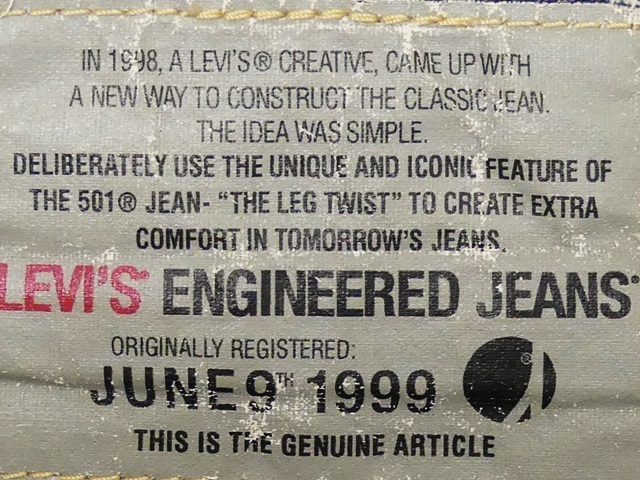 IN 1998, A LEVI'S® CREATIVE, CAME UP WITH
A NEW WAY TO CONSTRUCT THE CLASSIC JEAN.
THE IDEA WAS SIMPLE.
DELIBERATELY USE THE UNIQUE AND ICONIC FEATURE OF
THE 501® JEAN- “THE LEG TWIST” TO CREATE EXTRA
COMFORT IN TOMORROW'S JEANS.
LEVI'S® ENGINEERED JEANS®
ORIGINALLY REGISTERED:
JUNE 9TH 1999
®
THIS IS THE GENUINE ARTICLE